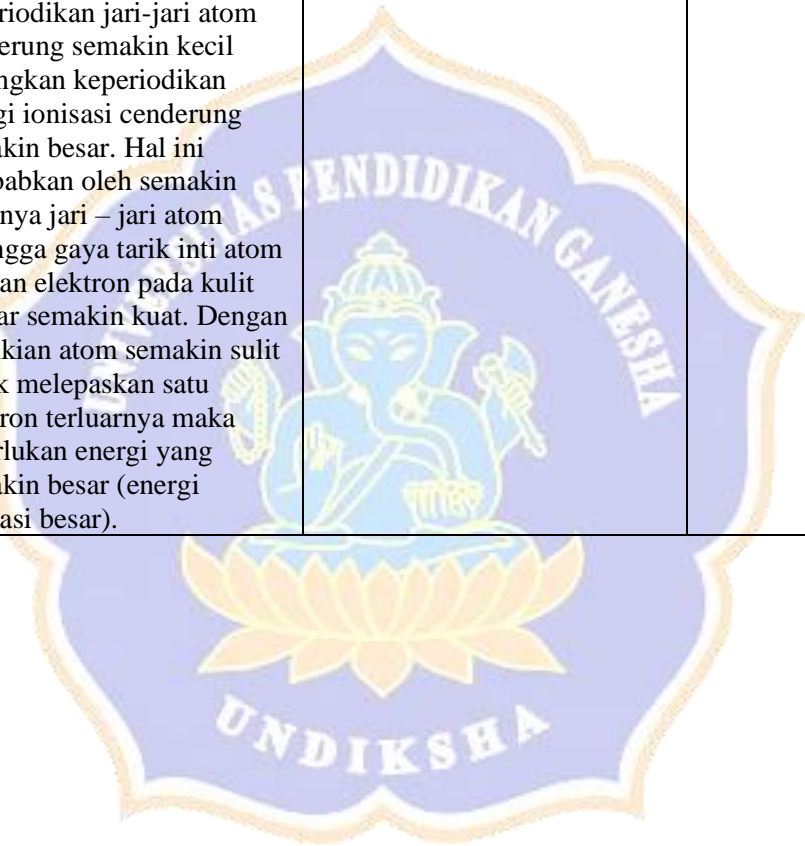 riodikan jari-jari atom
erung semakin kecil
ngkan keperiodikan
gi ionisasi cenderung
akin besar. Hal ini
babkan oleh semakin
nya jari – jari atom
ngga gaya tarik inti atom
an elektron pada kulit
ar semakin kuat. Dengan
kian atom semakin sulit
k melepaskan satu
ron terluarnya maka
rlukan energi yang
akin besar (energi
asi besar).
UNIVERSITAS PENDIDIKAN GANESHA
UNDIKSHA